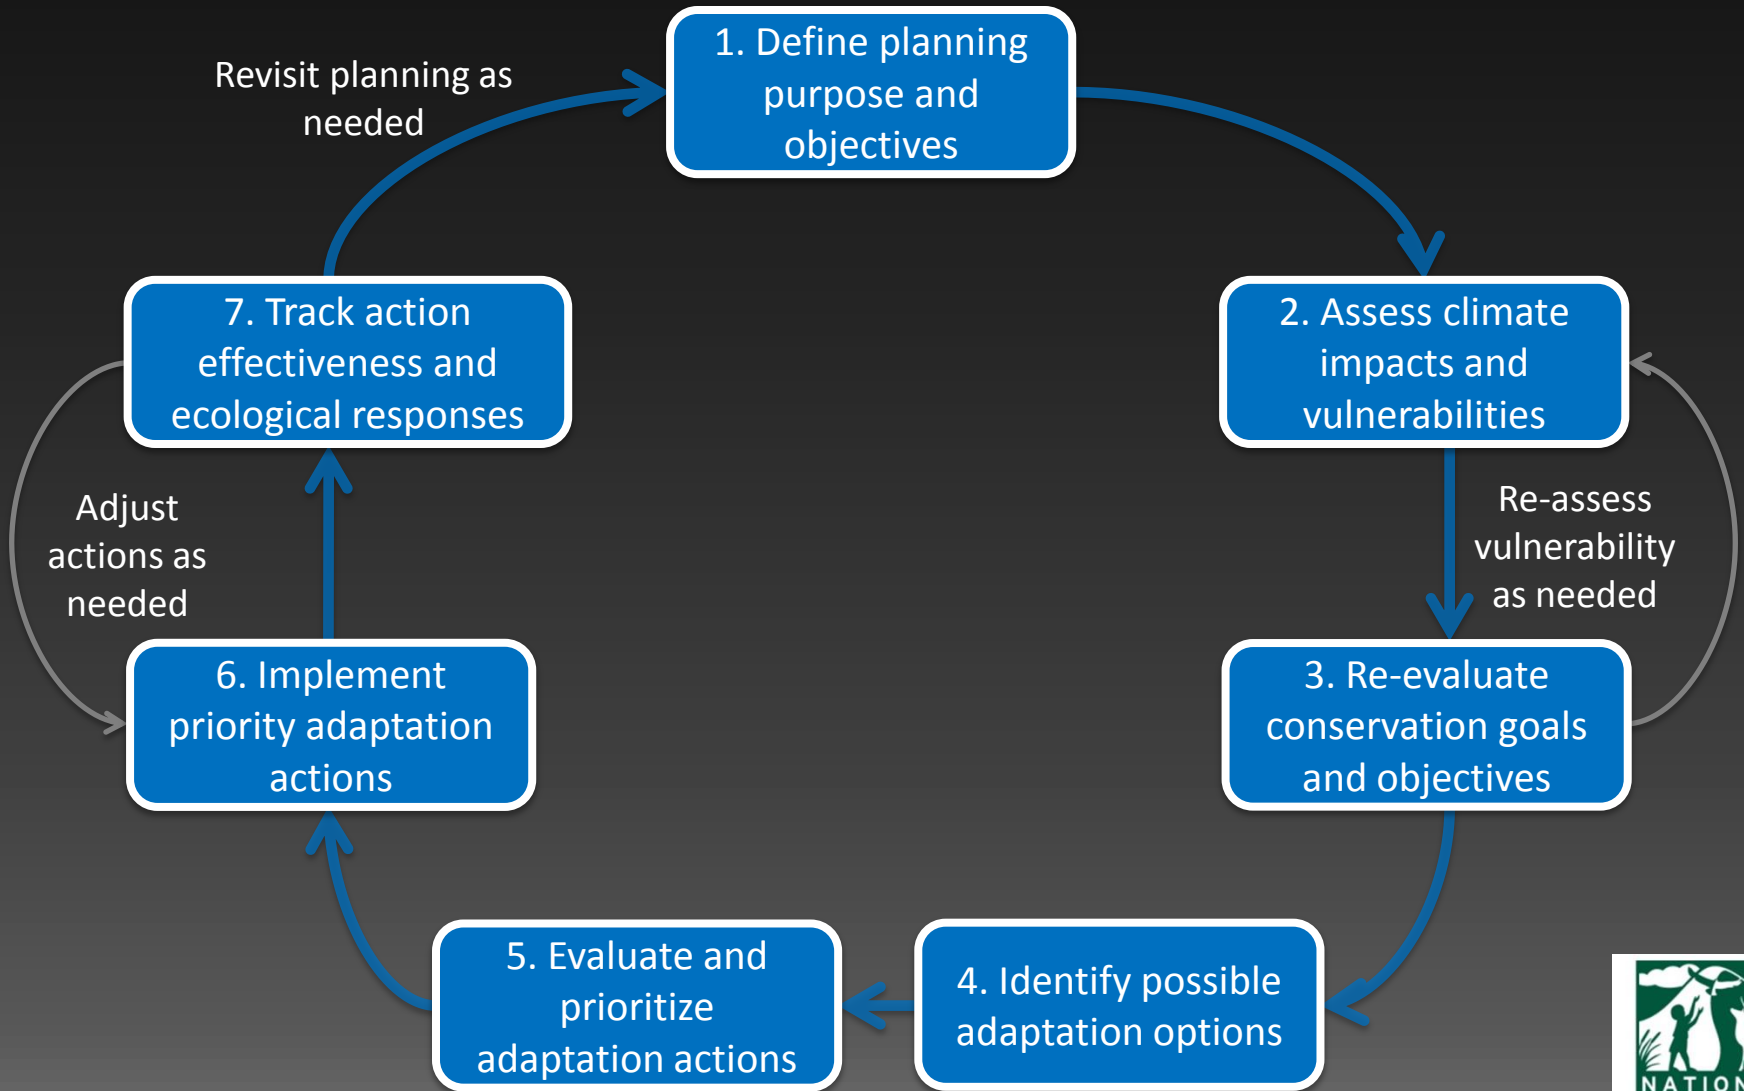 1. Define planning
purpose and
objectives
Revisit planning as
needed
7. Track action
effectiveness and
ecological responses
2. Assess climate
impacts and
vulnerabilities
Adjust
actions as
needed
Re-assess
vulnerability
as needed
6. Implement
priority adaptation
actions
3. Re-evaluate
conservation goals
and objectives
5. Evaluate and
prioritize
adaptation actions
4. Identify possible
adaptation options